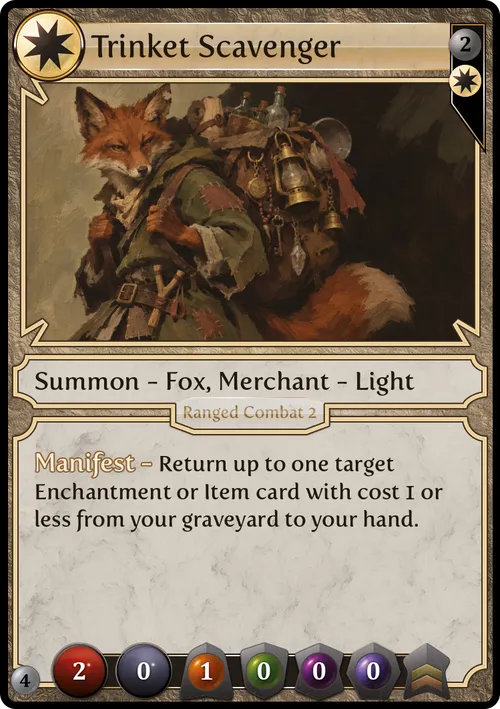 Trinket Scavenger
2
Summon – Fox, Merchant – Light
Ranged Combat 2
Manifest – Return up to one target
Enchantment or Item card with cost 1 or
less from your graveyard to your hand.
4 2* 0* 1 0 0 0